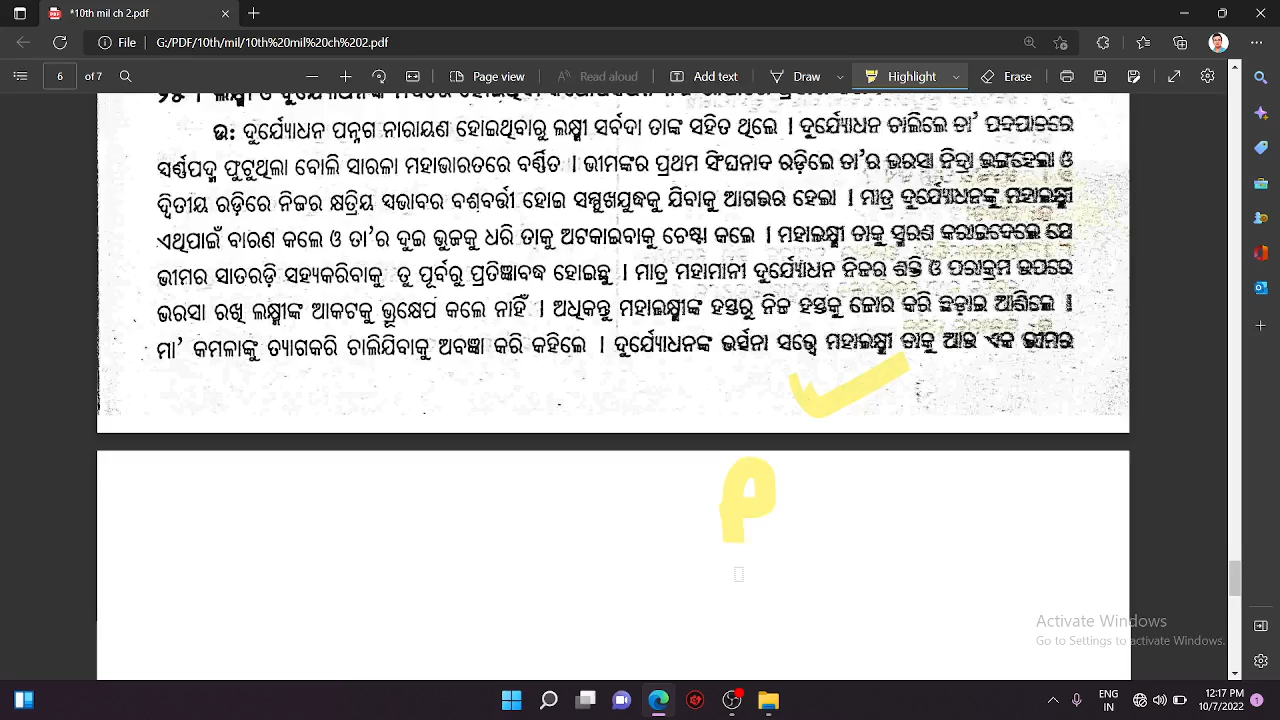 *10th mil ch 2.pdf
File G:/PDF/10th/mil/10th%20mil%20ch%202.pdf
6 of 7 Page view Read aloud Add text Draw Highlight Erase
ଉ: ଦୁର୍ଯ୍ୟୋଧନ ପନ୍ନଗ ନାରାୟଣ ହୋଇଥିବାରୁ ଲକ୍ଷ୍ମୀ ସର୍ବଦା ତାଙ୍କ ସହିତ ଥିଲେ । ଦୁର୍ଯ୍ୟୋଧନ ଚାଲିଲେ ତା’ ପଦପାତରେ
ସର୍ଣ୍ଣପଦ୍ମ ଫୁଟୁଥିଲା ବୋଲି ସାରଳା ମହାଭାରତରେ ବର୍ଣ୍ଣିତ । ଭୀମଙ୍କର ପ୍ରଥମ ସିଂଘନାଦ ରଡ଼ିଲେ ତା’ର ଭରସା ନିଦ୍ରା ଭଙ୍ଗହେଲା ଓ
ଦ୍ୱିତୀୟ ରଡ଼ିରେ ନିଜର କ୍ଷତ୍ରିୟ ସଭାବର ବଶବର୍ତ୍ତୀ ହୋଇ ସମ୍ମୁଖଯୁଦ୍ଧକୁ ଯିବାକୁ ଆଗଭର ହେଲା । ମାତ୍ର ଦୁର୍ଯ୍ୟୋଧନଙ୍କୁ ମହାଲକ୍ଷ୍ମୀ
ଏଥିପାଇଁ ବାରଣ କଲେ ଓ ତା’ର ଦୁଇ ଭୁଜକୁ ଧରି ତାକୁ ଅଟକାଇବାକୁ ଚେଷ୍ଟା କଲେ । ମହାଲକ୍ଷ୍ମୀ ତାକୁ ସ୍ମରଣ କରାଇଦେଲେ ଯେ
ଭୀମର ସାତରଡ଼ି ସହ୍ୟକରିବାକୁ ତୁ ପୂର୍ବରୁ ପ୍ରତିଜ୍ଞାବଦ୍ଧ ହୋଇଛୁ । ମାତ୍ର ମହାମାନୀ ଦୁର୍ଯ୍ୟୋଧନ ନିଜର ଶକ୍ତି ଓ ପରାକ୍ରମ ଉପରେ
ଭରସା ରଖି ଲକ୍ଷ୍ମୀଙ୍କ ଆକଟକୁ ଭ୍ରୂକ୍ଷେପ କଲେ ନାହିଁ । ଅଧିକନ୍ତୁ ମହାଲକ୍ଷ୍ମୀଙ୍କ ହସ୍ତରୁ ନିଜ ହସ୍ତକୁ ଜୋର କରି ଛଡ଼ାଇ ଆଣିଲେ ।
ମା’ କମଳାଙ୍କୁ ତ୍ୟାଗକରି ଚାଲିଯିବାକୁ ଅବଜ୍ଞା କରି କହିଲେ । ଦୁର୍ଯ୍ୟୋଧନଙ୍କ ଭର୍ସନା ସତ୍ତ୍ୱେ ମହାଲକ୍ଷ୍ମୀ ତାକୁ ଆଉ ଏକ ଭୀମର
Activate Windows
Go to Settings to activate Windows.
ENG
IN
12:17 PM
10/7/2022